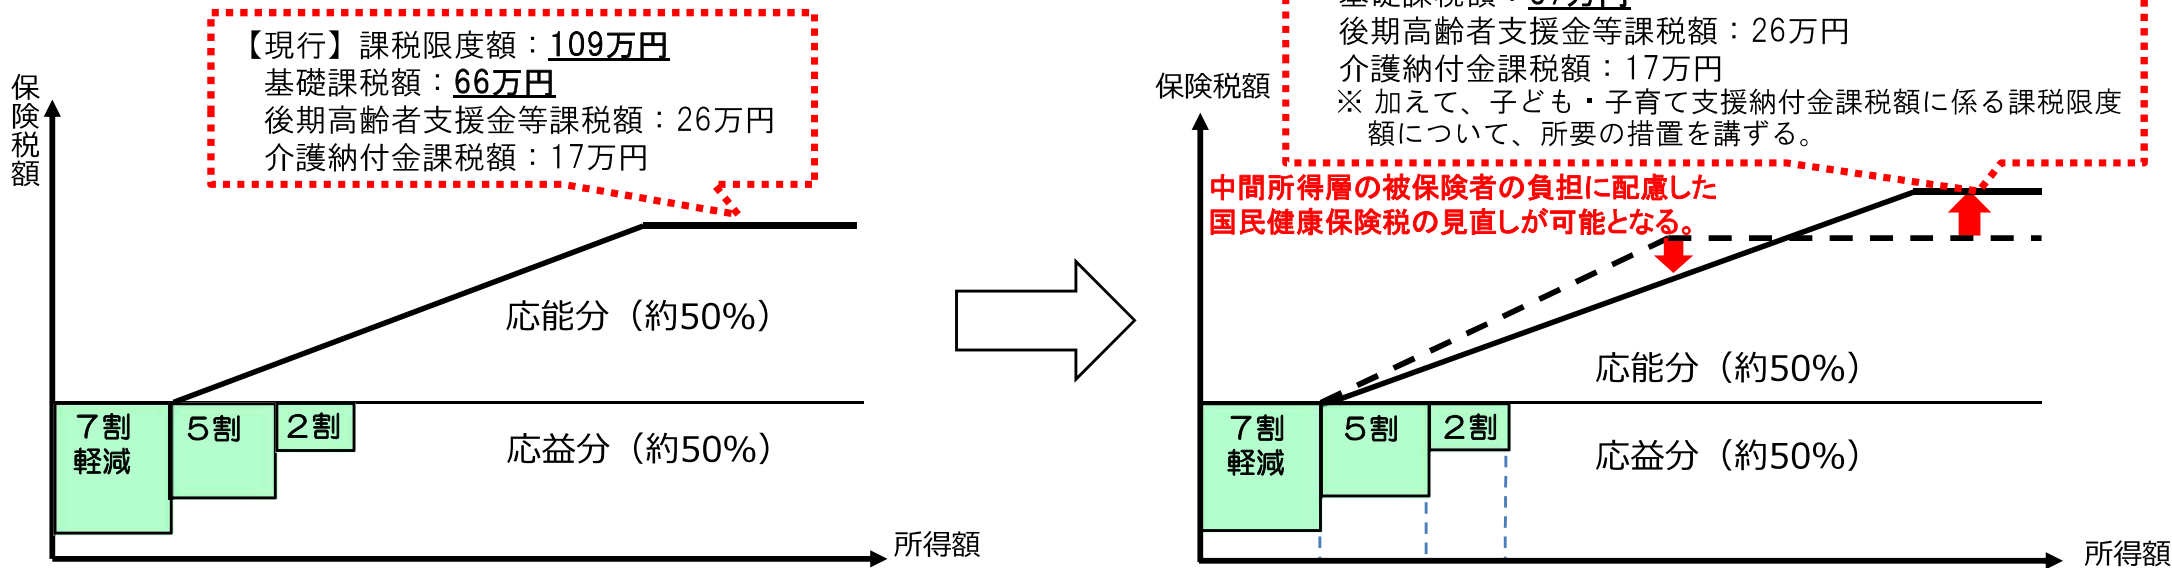 【現行】課税限度額：109万円
基礎課税額：66万円
後期高齢者支援金等課税額：26万円
介護納付金課税額：17万円
保険税額
応能分（約50%）
7割
軽減
5割
2割
応益分（約50%）
所得額
基礎課税額：67万円
後期高齢者支援金等課税額：26万円
介護納付金課税額：17万円
※ 加えて、子ども・子育て支援納付金課税額に係る課税限度
額について、所要の措置を講ずる。
保険税額
中間所得層の被保険者の負担に配慮した
国民健康保険税の見直しが可能となる。
応能分（約50%）
7割
軽減
5割
2割
応益分（約50%）
所得額